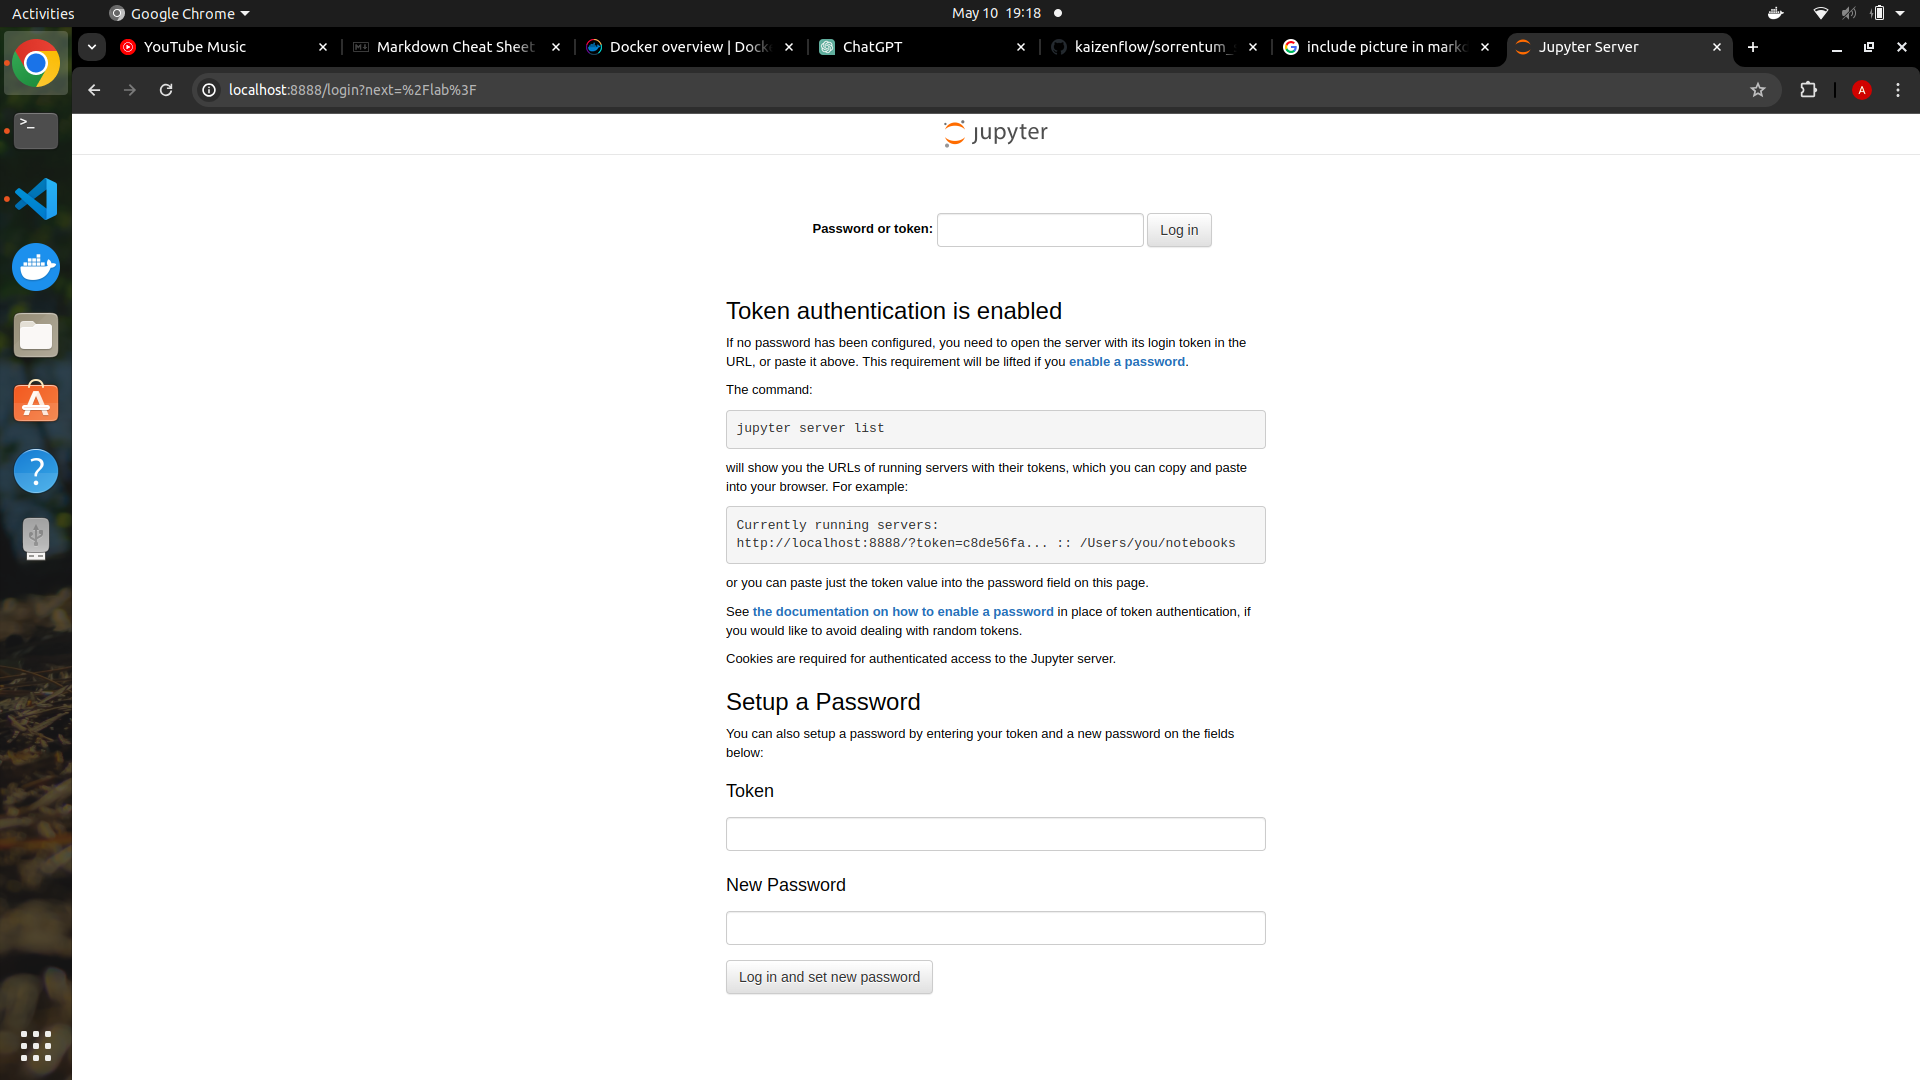 Activities
Google Chrome
May 10 19:18
YouTube Music
Markdown Cheat Sheet
Docker overview | Docke
ChatGPT
kaizenflow/sorrentum_
include picture in markd
Jupyter Server
localhost:8888/login?next=%2Flab%3F
A
jupyter
Password or token:
Log in
Token authentication is enabled
If no password has been configured, you need to open the server with its login token in the
URL, or paste it above. This requirement will be lifted if you enable a password.
The command:
jupyter server list
will show you the URLs of running servers with their tokens, which you can copy and paste
into your browser. For example:
Currently running servers:
http://localhost:8888/?token=c8de56fa... :: /Users/you/notebooks
or you can paste just the token value into the password field on this page.
See the documentation on how to enable a password in place of token authentication, if
you would like to avoid dealing with random tokens.
Cookies are required for authenticated access to the Jupyter server.
Setup a Password
You can also setup a password by entering your token and a new password on the fields
below:
Token
New Password
Log in and set new password